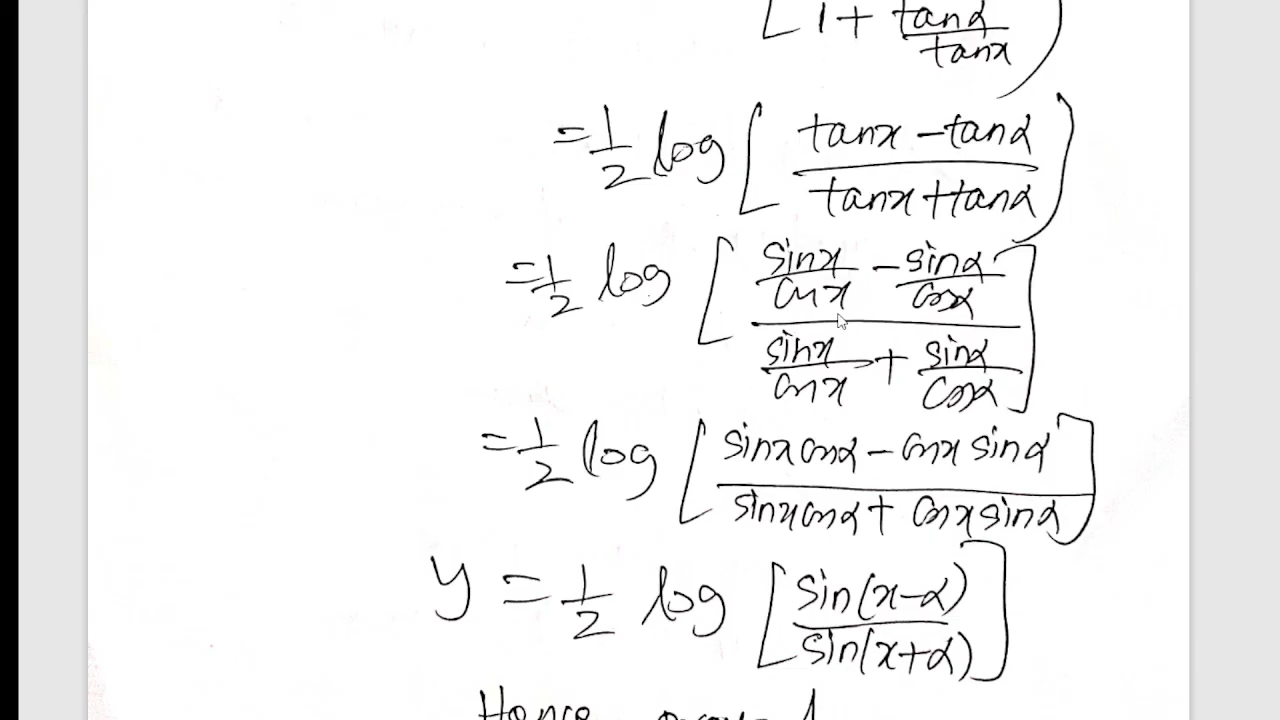 [1 + tanα/tanx)
= 1/2 log [ (tanx - tanα)/(tanx + tanα) )
= 1/2 log [ (sinx/cosx - sinα/cosα)/(sinx/cosx + sinα/cosα) ]
= 1/2 log [ (sinx cosα - cosx sinα)/(sinx cosα + cosx sinα) ]
y = 1/2 log [ sin(x-α)/sin(x+α) ]
Hence